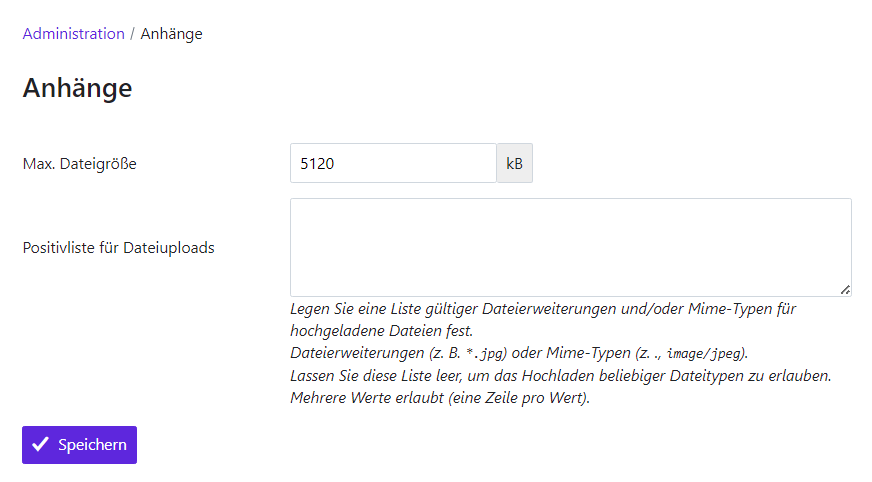 Administration / Anhänge
Anhänge
Max. Dateigröße
5120 kB
Positivliste für Dateiuploads
Legen Sie eine Liste gültiger Dateierweiterungen und/oder Mime-Typen für
hochgeladene Dateien fest.
Dateierweiterungen (z. B. *.jpg) oder Mime-Typen (z. ., image/jpeg).
Lassen Sie diese Liste leer, um das Hochladen beliebiger Dateitypen zu erlauben.
Mehrere Werte erlaubt (eine Zeile pro Wert).
Speichern